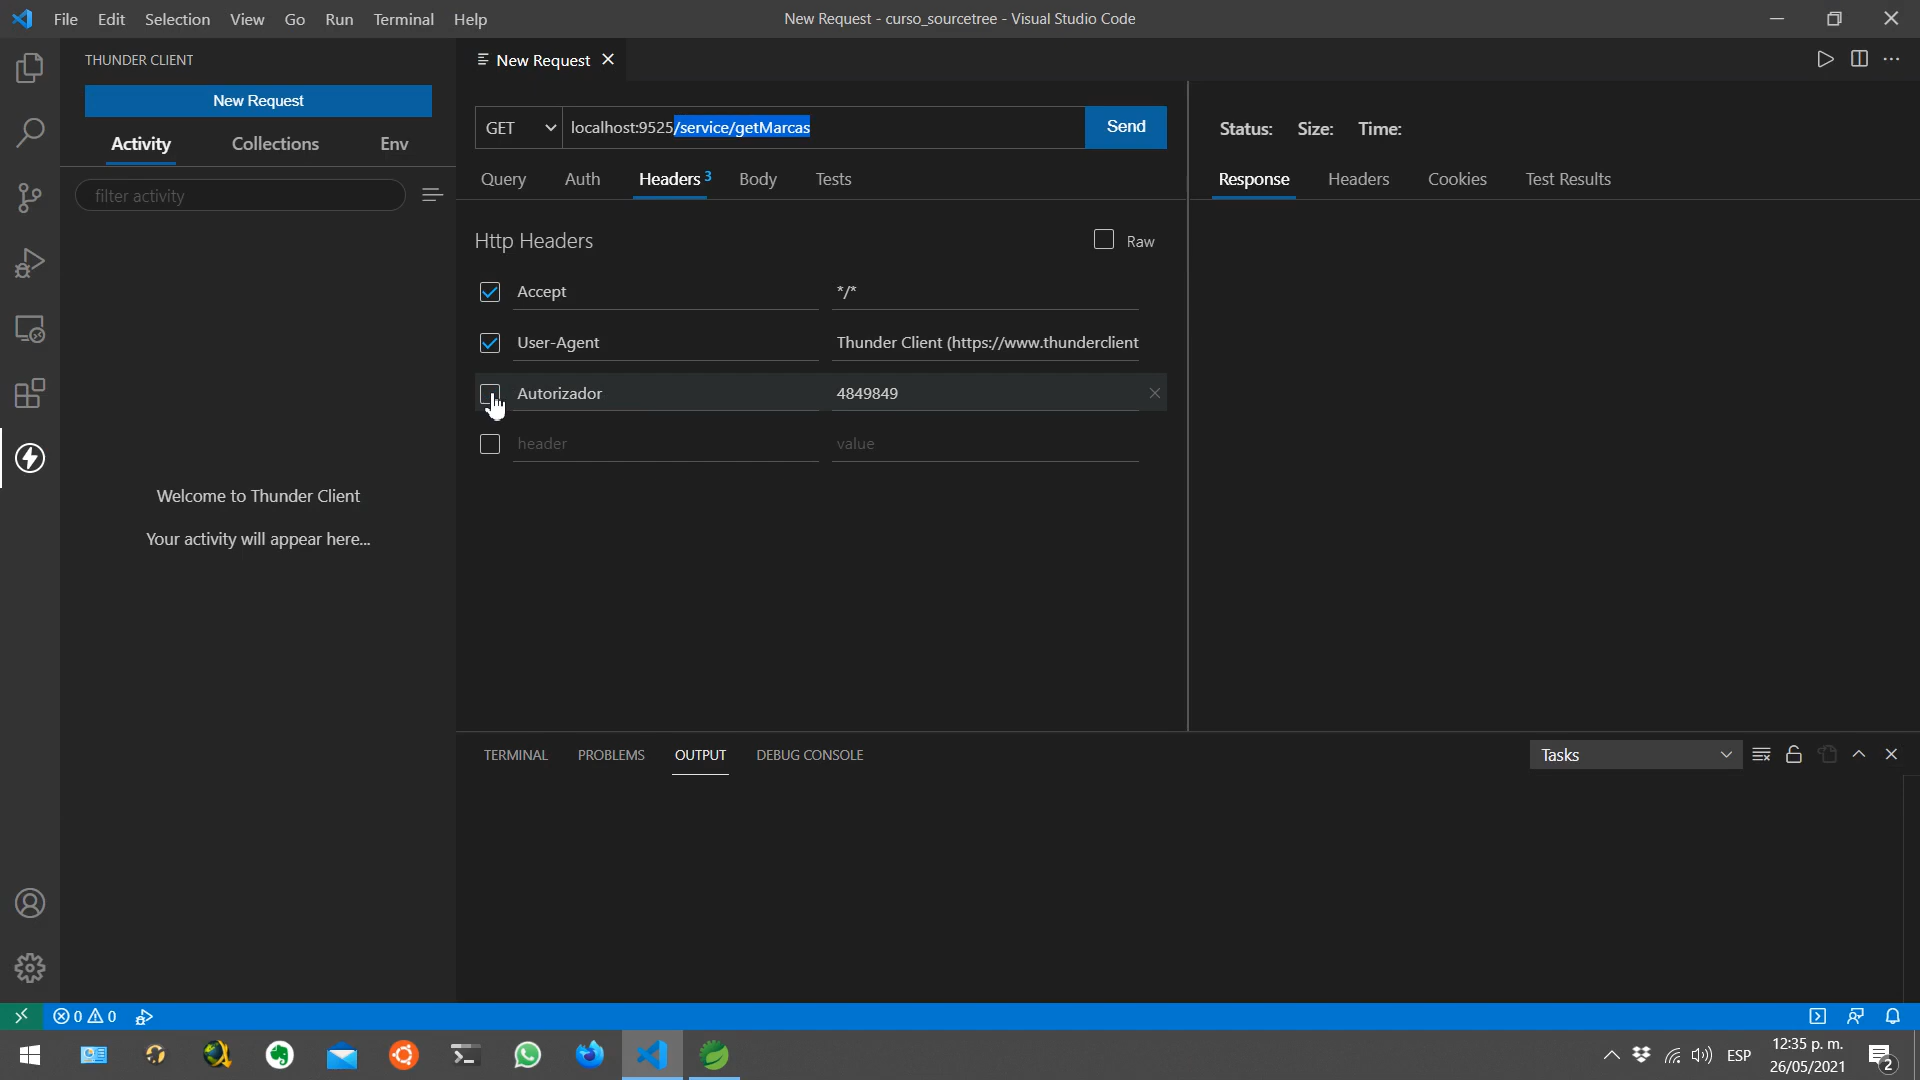 File Edit Selection View Go Run Terminal Help
New Request - curso_sourcetree - Visual Studio Code
THUNDER CLIENT
New Request
Activity Collections Env
filter activity
Welcome to Thunder Client
Your activity will appear here...
New Request
GET localhost:9525/service/getMarcas Send
Query Auth Headers 3 Body Tests
Http Headers Raw
Accept */*
User-Agent Thunder Client (https://www.thunderclient
Autorizador 4849849
header value
Status: Size: Time:
Response Headers Cookies Test Results
TERMINAL PROBLEMS OUTPUT DEBUG CONSOLE
Tasks
0 0
ESP
12:35 p. m.
26/05/2021
2